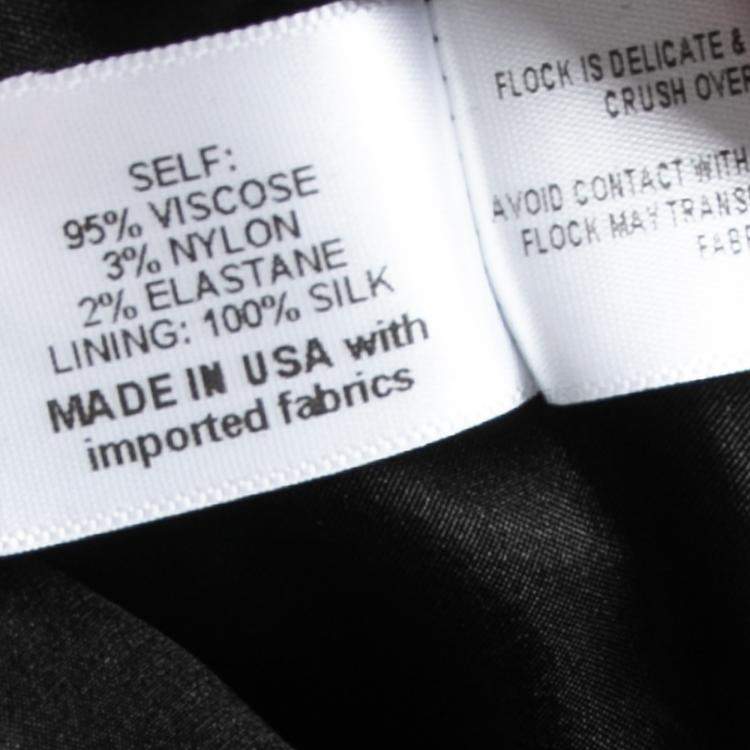 SELF:
95% VISCOSE
3% NYLON
2% ELASTANE
LINING: 100% SILK
MADE IN USA with
imported fabrics
FLOCK IS DELICATE &
CRUSH OVER
AVOID CONTACT WITH
FLOCK MAY TRANS
FABR